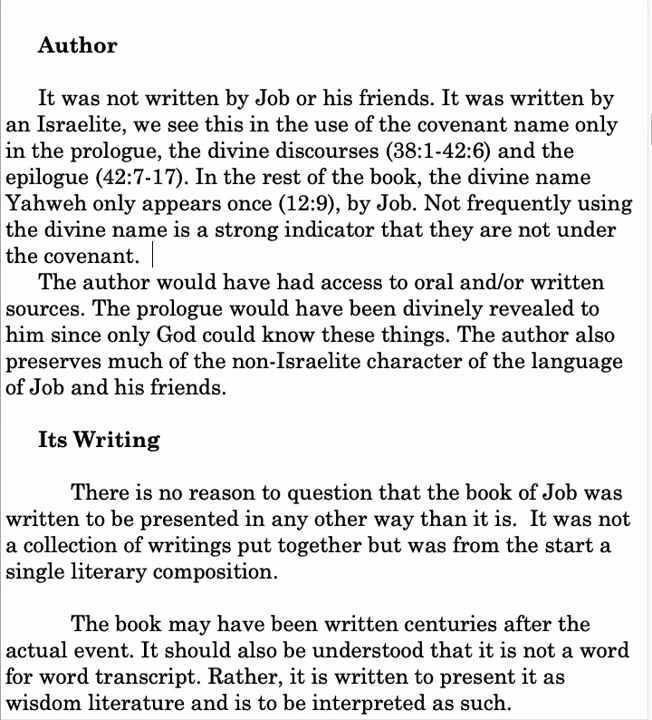 Author
It was not written by Job or his friends. It was written by
an Israelite, we see this in the use of the covenant name only
in the prologue, the divine discourses (38:1-42:6) and the
epilogue (42:7-17). In the rest of the book, the divine name
Yahweh only appears once (12:9), by Job. Not frequently using
the divine name is a strong indicator that they are not under
the covenant.
The author would have had access to oral and/or written
sources. The prologue would have been divinely revealed to
him since only God could know these things. The author also
preserves much of the non-Israelite character of the language
of Job and his friends.
Its Writing
There is no reason to question that the book of Job was
written to be presented in any other way than it is. It was not
a collection of writings put together but was from the start a
single literary composition.
The book may have been written centuries after the
actual event. It should also be understood that it is not a word
for word transcript. Rather, it is written to present it as
wisdom literature and is to be interpreted as such.